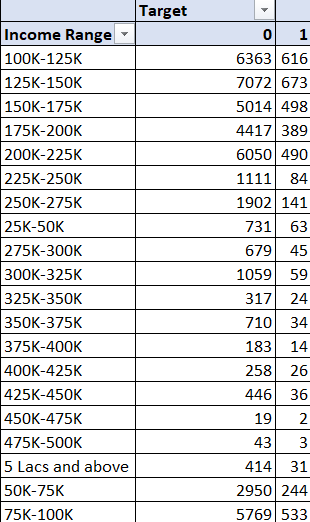 Target
Income Range 0 1
100K-125K 6363 616
125K-150K 7072 673
150K-175K 5014 498
175K-200K 4417 389
200K-225K 6050 490
225K-250K 1111 84
250K-275K 1902 141
25K-50K 731 63
275K-300K 679 45
300K-325K 1059 59
325K-350K 317 24
350K-375K 710 34
375K-400K 183 14
400K-425K 258 26
425K-450K 446 36
450K-475K 19 2
475K-500K 43 3
5 Lacs and above 414 31
50K-75K 2950 244
75K-100K 5769 533